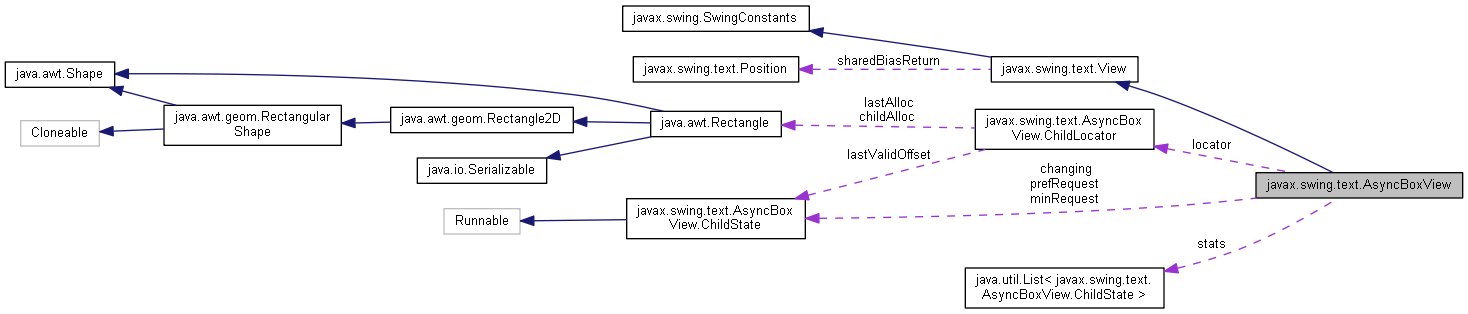 javax.swing.SwingConstants
java.awt.Shape
javax.swing.text.Position
sharedBiasReturn
javax.swing.text.View
Cloneable
java.awt.geom.Rectangular
Shape
java.awt.geom.Rectangle2D
java.awt.Rectangle
lastAlloc
childAlloc
javax.swing.text.AsyncBox
View.ChildLocator
locator
java.io.Serializable
lastValidOffset
changing
prefRequest
minRequest
javax.swing.text.AsyncBoxView
Runnable
javax.swing.text.AsyncBox
View.ChildState
stats
java.util.List< javax.swing.text.
AsyncBoxView.ChildState >